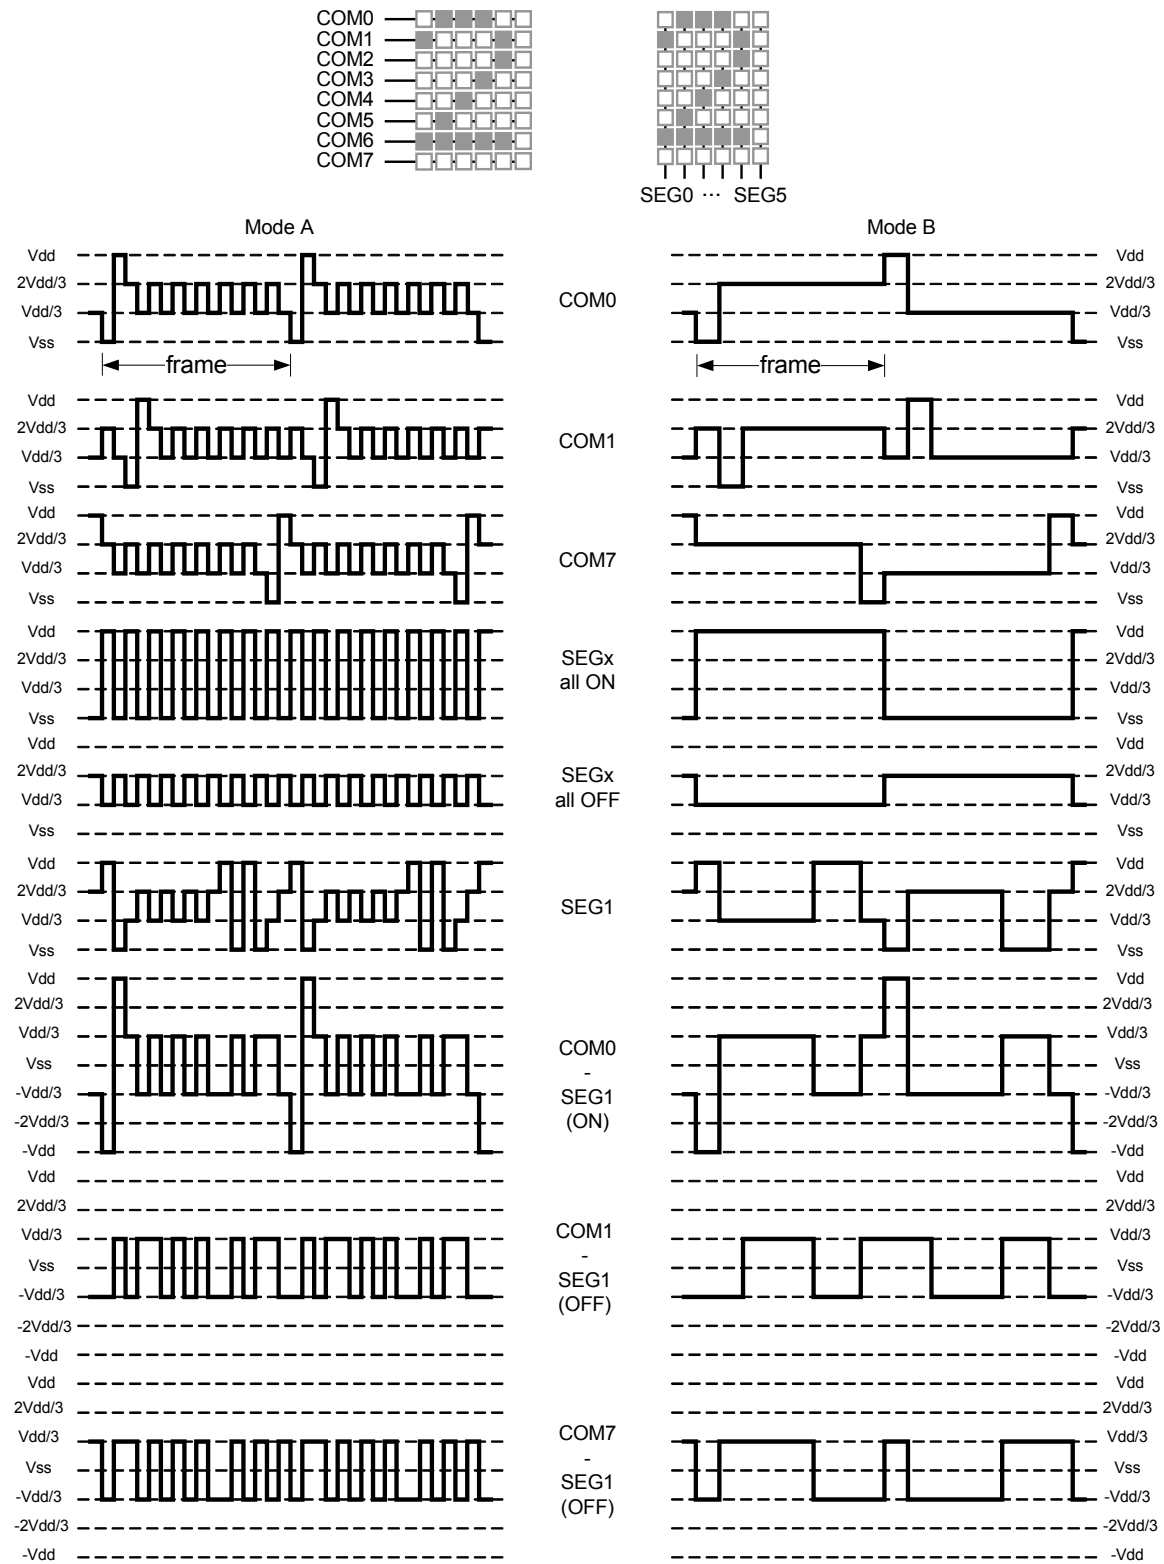 COM0
COM1
COM2
COM3
COM4
COM5
COM6
COM7
SEG0 ... SEG5
Mode A
Mode B
Vdd
2Vdd/3
Vdd/3
Vss
COM0
Vdd
2Vdd/3
Vdd/3
Vss
frame
frame
Vdd
2Vdd/3
Vdd/3
Vss
COM1
Vdd
2Vdd/3
Vdd/3
Vss
Vdd
2Vdd/3
Vdd/3
Vss
COM7
Vdd
2Vdd/3
Vdd/3
Vss
Vdd
2Vdd/3
Vdd/3
Vss
SEGx
all ON
Vdd
2Vdd/3
Vdd/3
Vss
Vdd
2Vdd/3
Vdd/3
Vss
SEGx
all OFF
Vdd
2Vdd/3
Vdd/3
Vss
Vdd
2Vdd/3
Vdd/3
Vss
SEG1
Vdd
2Vdd/3
Vdd/3
Vss
Vdd
2Vdd/3
Vdd/3
Vss
-Vdd/3
-2Vdd/3
-Vdd
COM0
-
SEG1
(ON)
Vdd
2Vdd/3
Vdd/3
Vss
-Vdd/3
-2Vdd/3
-Vdd
Vdd
2Vdd/3
Vdd/3
Vss
-Vdd/3
-2Vdd/3
-Vdd
COM1
-
SEG1
(OFF)
Vdd
2Vdd/3
Vdd/3
Vss
-Vdd/3
-2Vdd/3
-Vdd
Vdd
2Vdd/3
Vdd/3
Vss
-Vdd/3
-2Vdd/3
-Vdd
COM7
-
SEG1
(OFF)
Vdd
2Vdd/3
Vdd/3
Vss
-Vdd/3
-2Vdd/3
-Vdd